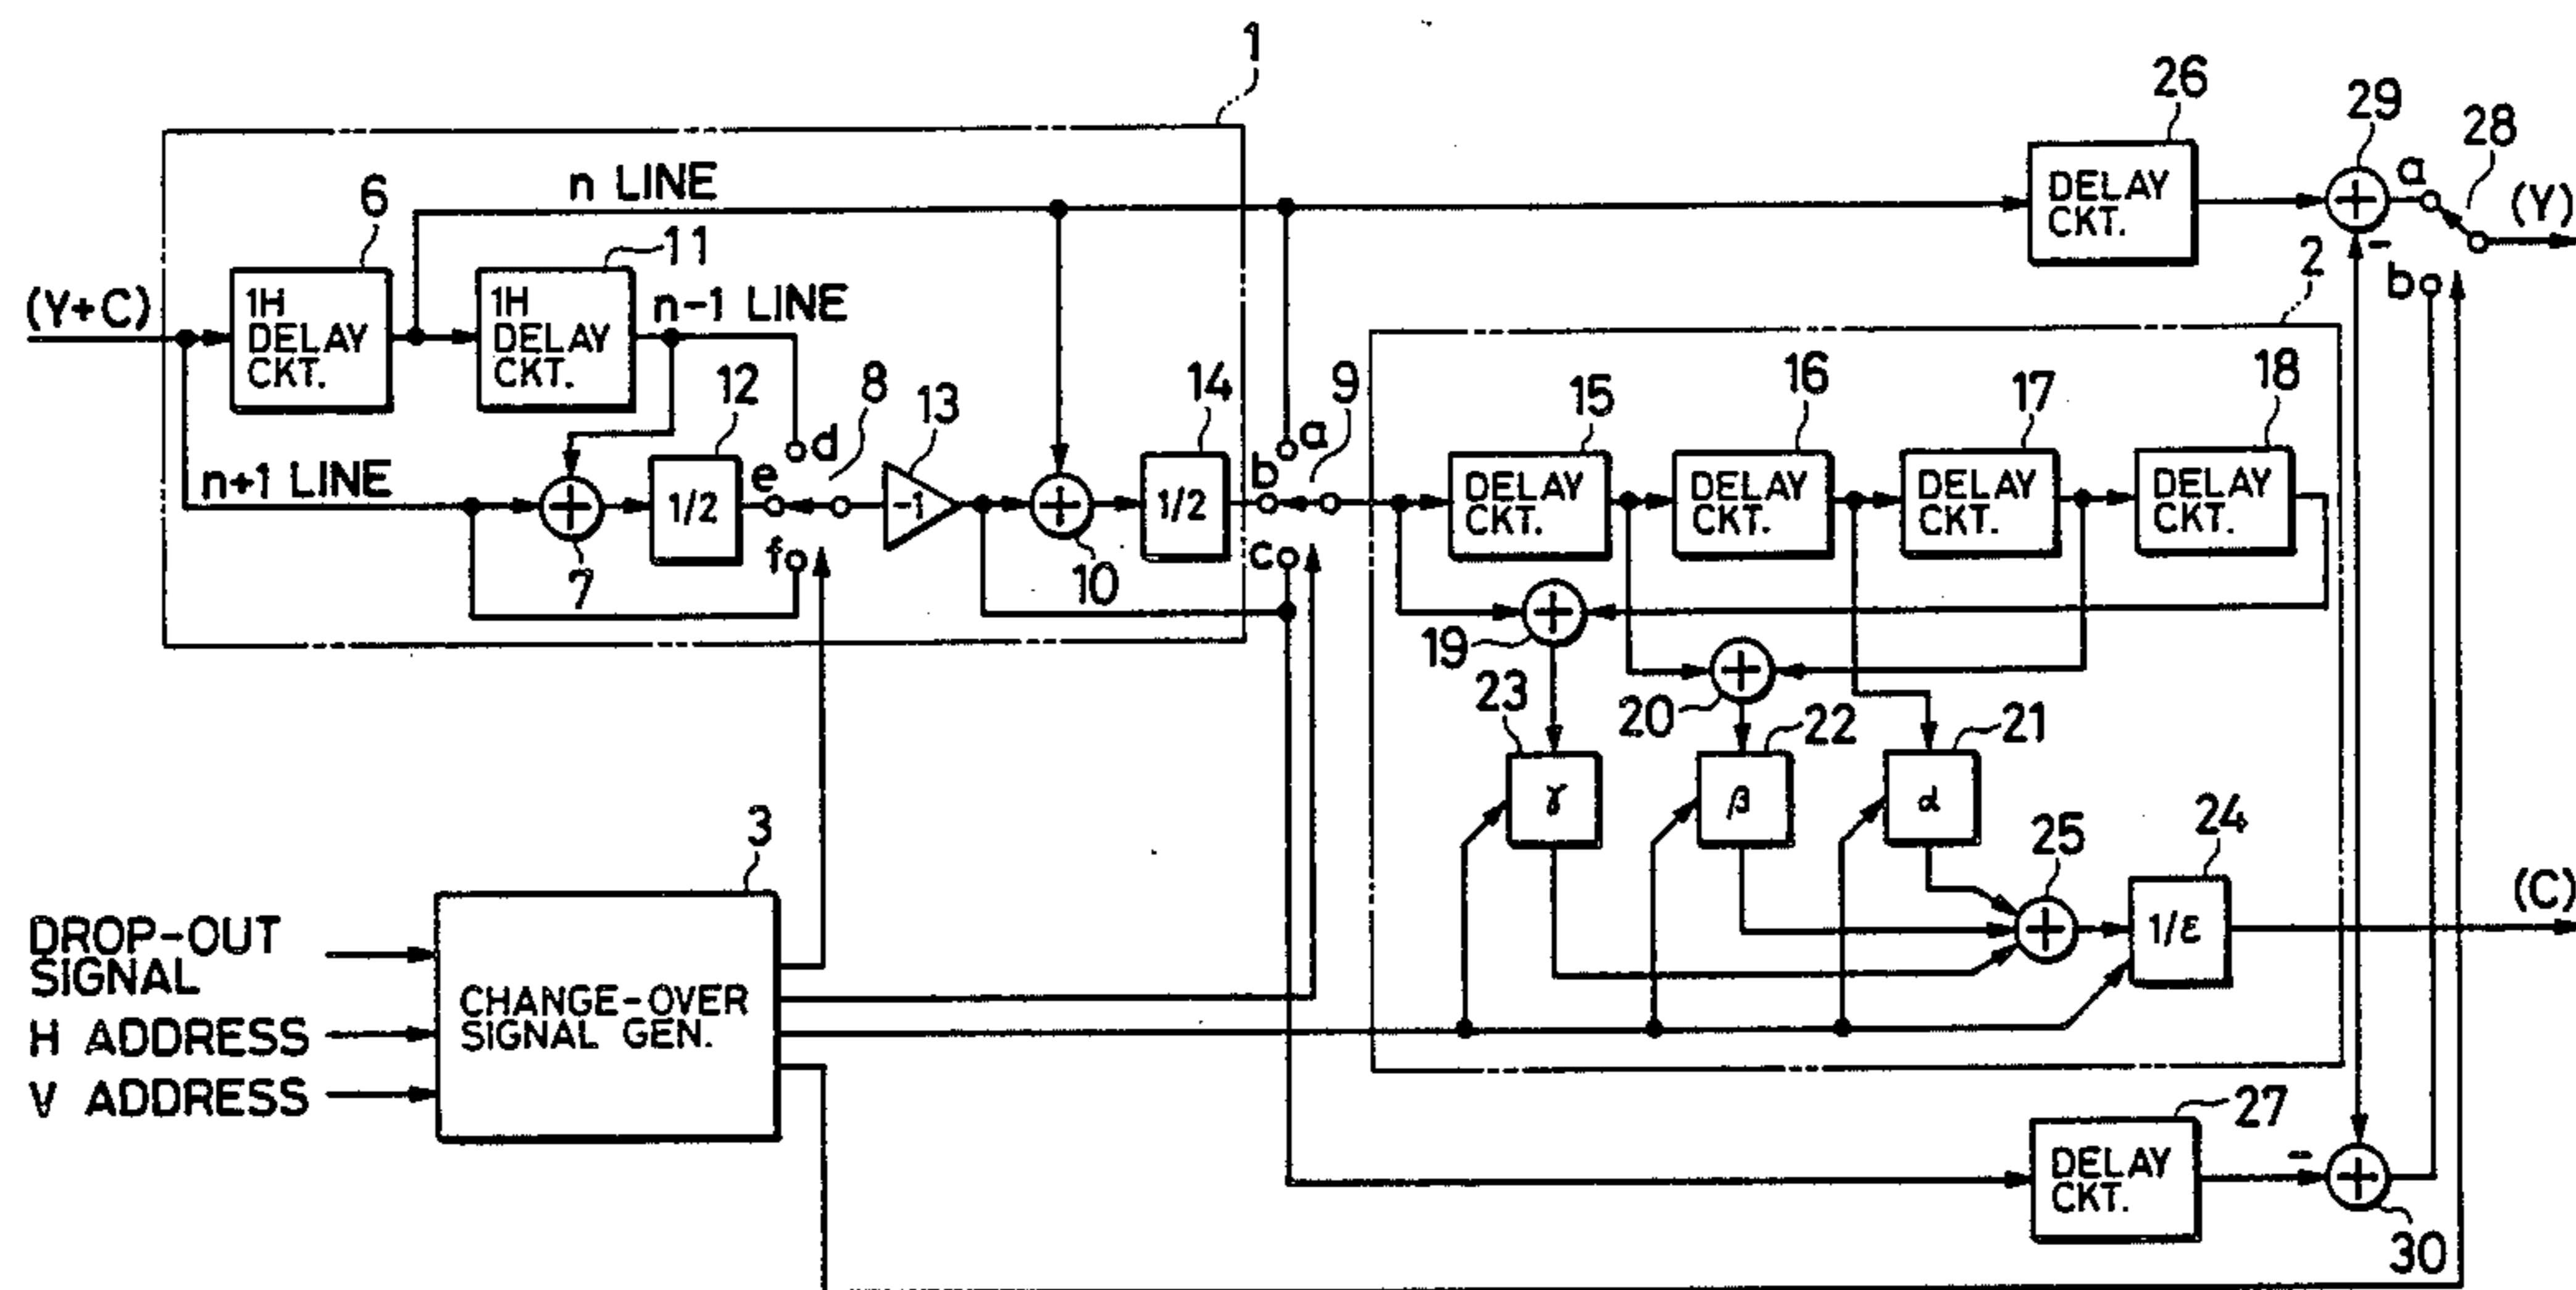 1
26
29
28
6
n LINE
11
a
(Y)
DELAY
CKT.
+
-
2
b
(Y+C)
1H
DELAY
CKT.
1H
DELAY
CKT.
n-1 LINE
12
8
13
14
9
15
16
17
18
d
a
n+1 LINE
+
1/2
e
-1
+
1/2
b
DELAY
CKT.
DELAY
CKT.
DELAY
CKT.
DELAY
CKT.
7
f
10
c
+
19
+
20
23
22
21
γ
β
α
3
25
24
(C)
DROP-OUT
SIGNAL
H ADDRESS
V ADDRESS
CHANGE-OVER
SIGNAL GEN.
+
1/ε
27
DELAY
CKT.
-
+
30